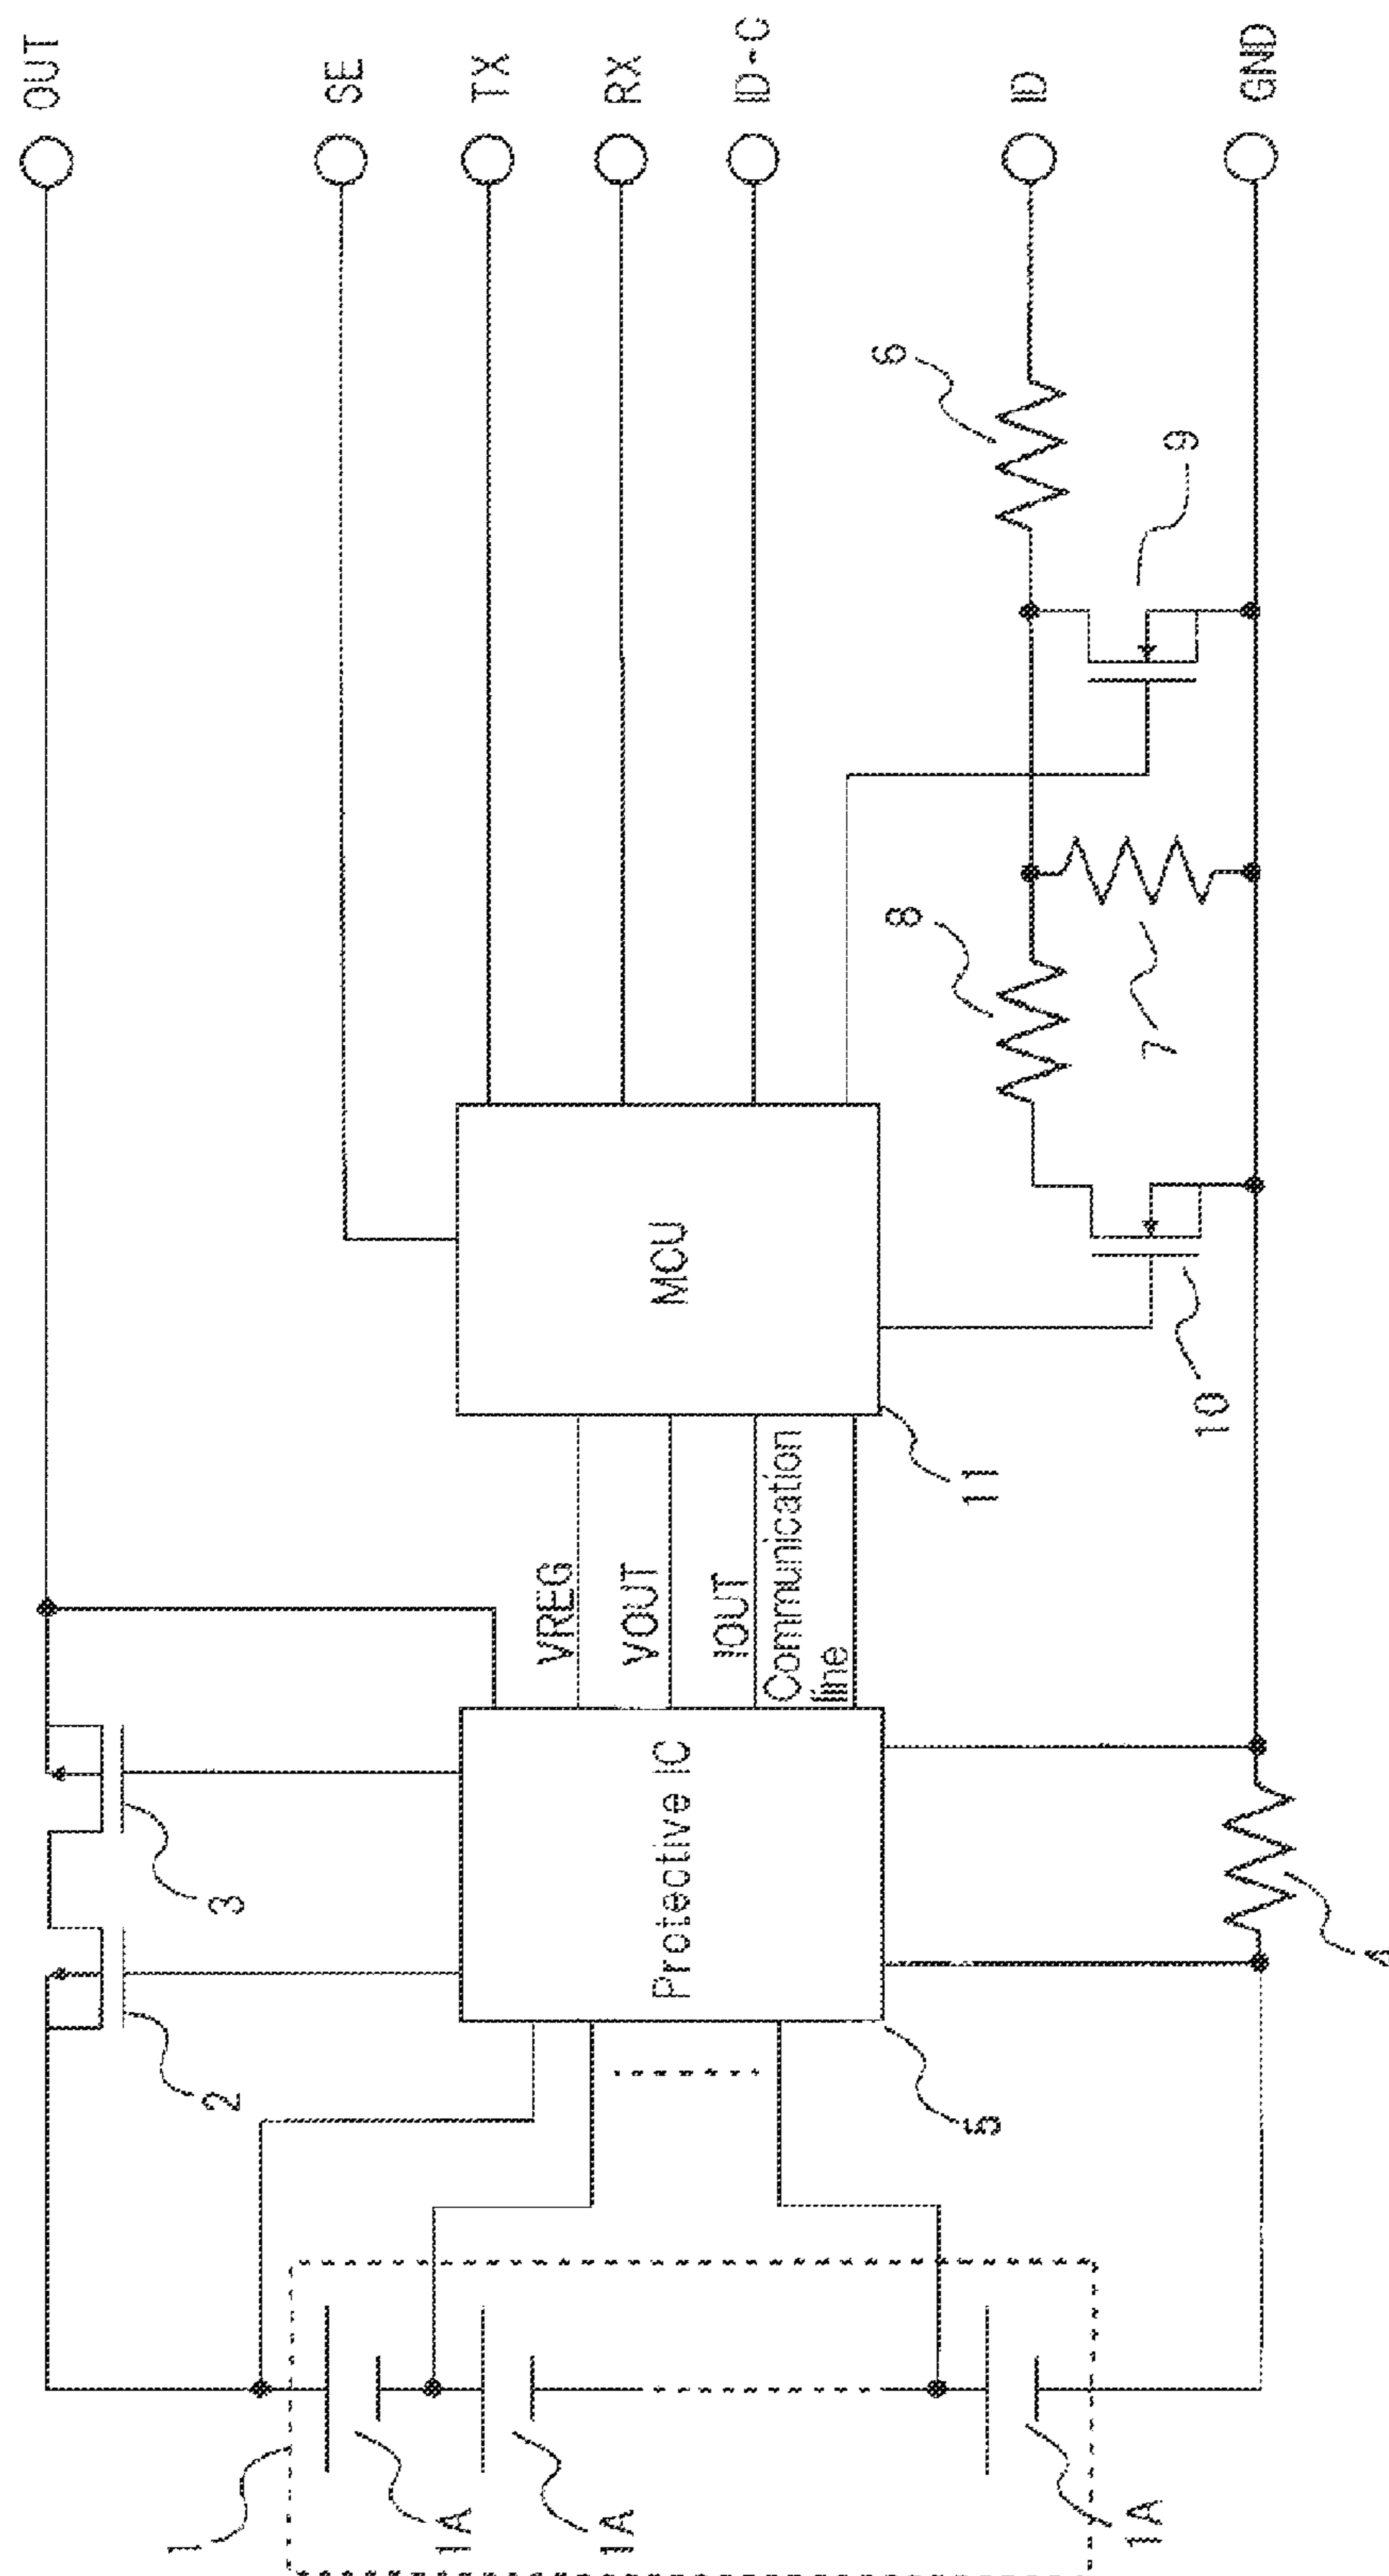 OUT
SE
TX
RX
ID-C
ID
GND
6
9
8
7
MCU
10
11
VREG
VOUT
IOUT
Communication
line
3
Protective IC
2
5
4
1
1A
1A
1A